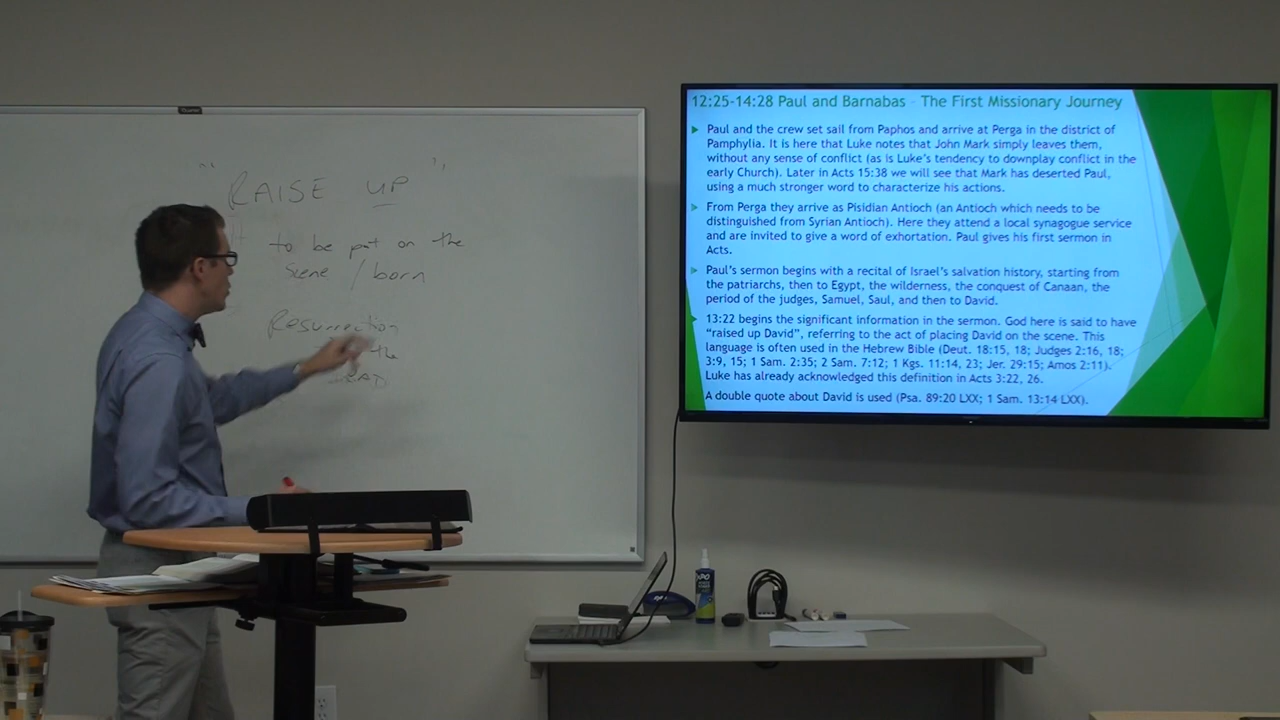 " RAISE UP "
to be put on the
scene / born
Resurrection
the
12:25-14:28 Paul and Barnabas – The First Missionary Journey
Paul and the crew set sail from Paphos and arrive at Perga in the district of
Pamphylia. It is here that Luke notes that John Mark simply leaves them,
without any sense of conflict (as is Luke's tendency to downplay conflict in the
early Church). Later in Acts 15:38 we will see that Mark has deserted Paul,
using a much stronger word to characterize his actions.
From Perga they arrive as Pisidian Antioch (an Antioch which needs to be
distinguished from Syrian Antioch). Here they attend a local synagogue service
and are invited to give a word of exhortation. Paul gives his first sermon in
Acts.
Paul's sermon begins with a recital of Israel's salvation history, starting from
the patriarchs, then to Egypt, the wilderness, the conquest of Canaan, the
period of the judges, Samuel, Saul, and then to David.
13:22 begins the significant information in the sermon. God here is said to have
"raised up David", referring to the act of placing David on the scene. This
language is often used in the Hebrew Bible (Deut. 18:15, 18; Judges 2:16, 18;
3:9, 15; 1 Sam. 2:35; 2 Sam. 7:12; 1 Kgs. 11:14, 23; Jer. 29:15; Amos 2:11).
Luke has already acknowledged this definition in Acts 3:22, 26.
A double quote about David is used (Psa. 89:20 LXX; 1 Sam. 13:14 LXX).